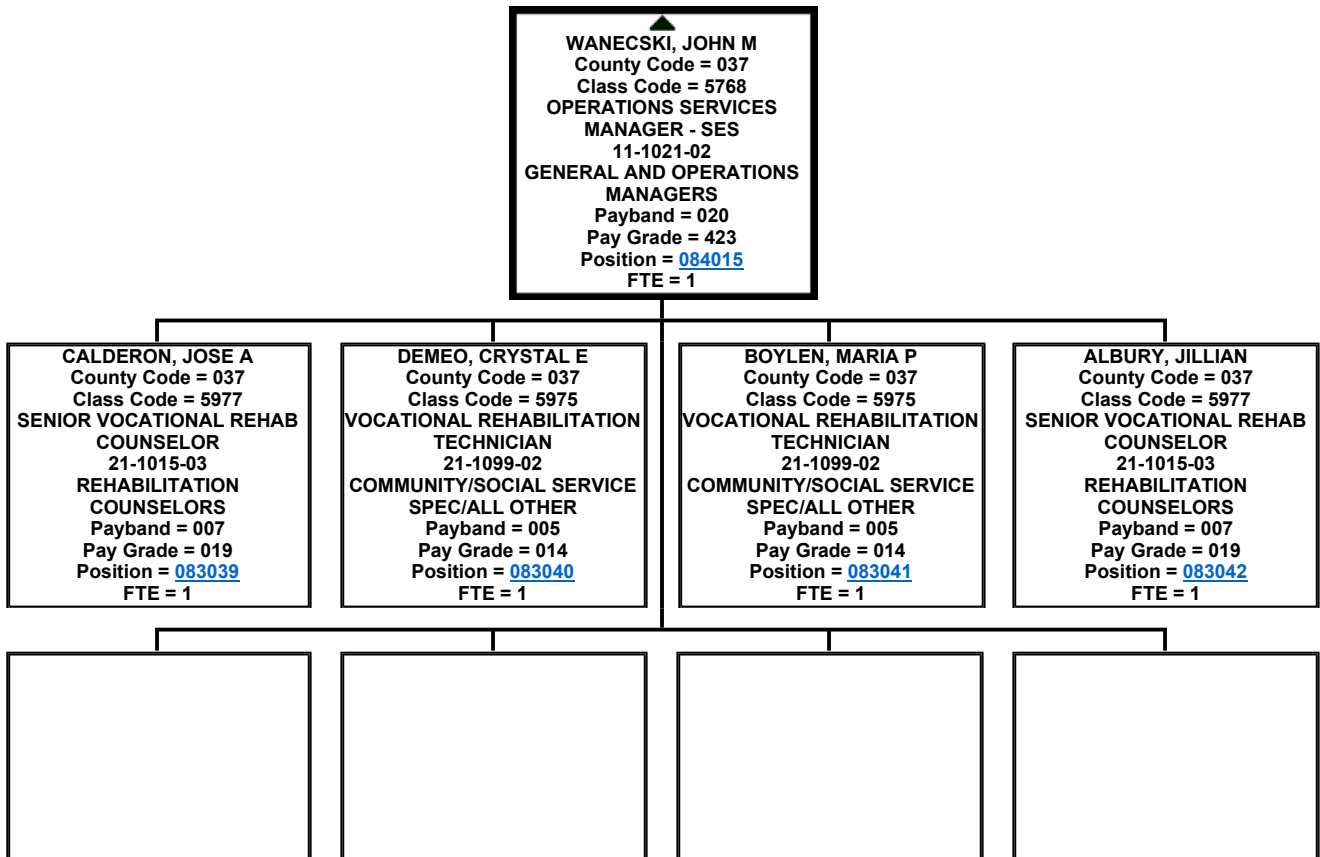 WANECSKI, JOHN M
County Code = 037
Class Code = 5768
OPERATIONS SERVICES
MANAGER - SES
11-1021-02
GENERAL AND OPERATIONS
MANAGERS
Payband = 020
Pay Grade = 423
Position = 084015
FTE = 1
CALDERON, JOSE A
County Code = 037
Class Code = 5977
SENIOR VOCATIONAL REHAB
COUNSELOR
21-1015-03
REHABILITATION
COUNSELORS
Payband = 007
Pay Grade = 019
Position = 083039
FTE = 1
DEMEO, CRYSTAL E
County Code = 037
Class Code = 5975
VOCATIONAL REHABILITATION
TECHNICIAN
21-1099-02
COMMUNITY/SOCIAL SERVICE
SPEC/ALL OTHER
Payband = 005
Pay Grade = 014
Position = 083040
FTE = 1
BOYLEN, MARIA P
County Code = 037
Class Code = 5975
VOCATIONAL REHABILITATION
TECHNICIAN
21-1099-02
COMMUNITY/SOCIAL SERVICE
SPEC/ALL OTHER
Payband = 005
Pay Grade = 014
Position = 083041
FTE = 1
ALBURY, JILLIAN
County Code = 037
Class Code = 5977
SENIOR VOCATIONAL REHAB
COUNSELOR
21-1015-03
REHABILITATION
COUNSELORS
Payband = 007
Pay Grade = 019
Position = 083042
FTE = 1